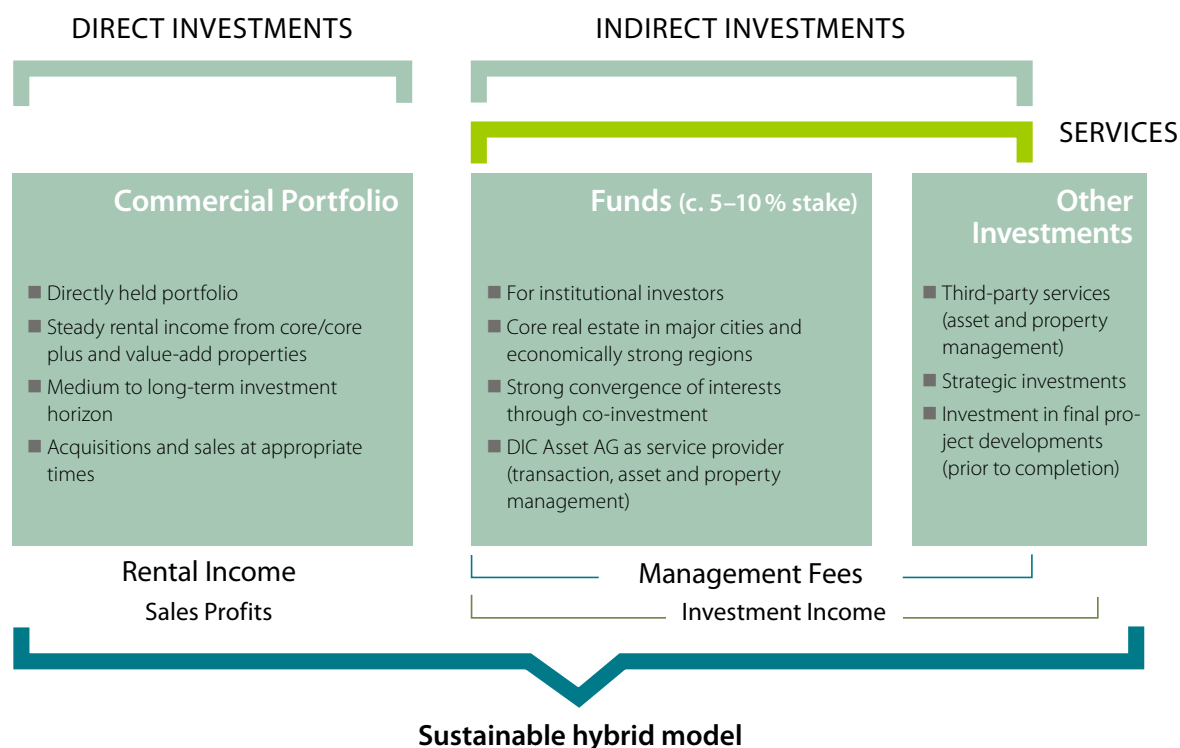 DIRECT INVESTMENTS
INDIRECT INVESTMENTS
SERVICES
Commercial Portfolio
■ Directly held portfolio
■ Steady rental income from core/core
plus and value-add properties
■ Medium to long-term investment
horizon
■ Acquisitions and sales at appropriate
times
Funds (c. 5–10 % stake)
■ For institutional investors
■ Core real estate in major cities and
economically strong regions
■ Strong convergence of interests
through co-investment
■ DIC Asset AG as service provider
(transaction, asset and property
management)
Other
Investments
■ Third-party services
(asset and property
management)
■ Strategic investments
■ Investment in final pro-
ject developments
(prior to completion)
Rental Income
Sales Profits
Management Fees
Investment Income
Sustainable hybrid model